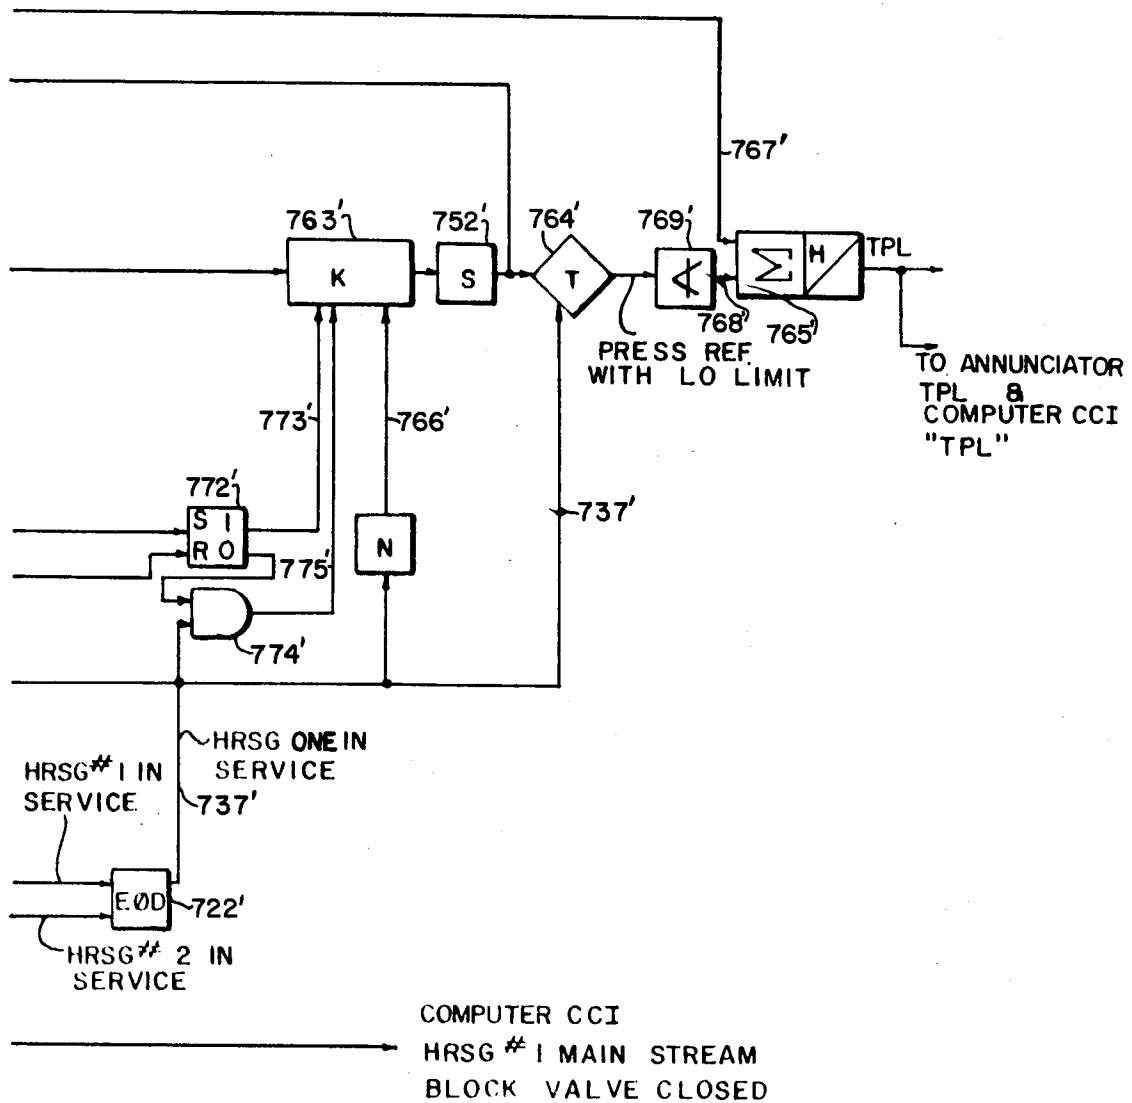 767'
763'
752'
764'
769'
TPL
K
S
T
∢
Σ
H
768'
765'
PRESS REF.
WITH LO LIMIT
TO ANNUNCIATOR
TPL &
COMPUTER CCI
"TPL"
773'
766'
772'
S I
R O
737'
N
775'
774'
HRSG ONE IN
SERVICE
HRSG # 1 IN
SERVICE
737'
EØD
722'
HRSG # 2 IN
SERVICE
COMPUTER CCI
HRSG # 1 MAIN STREAM
BLOCK VALVE CLOSED